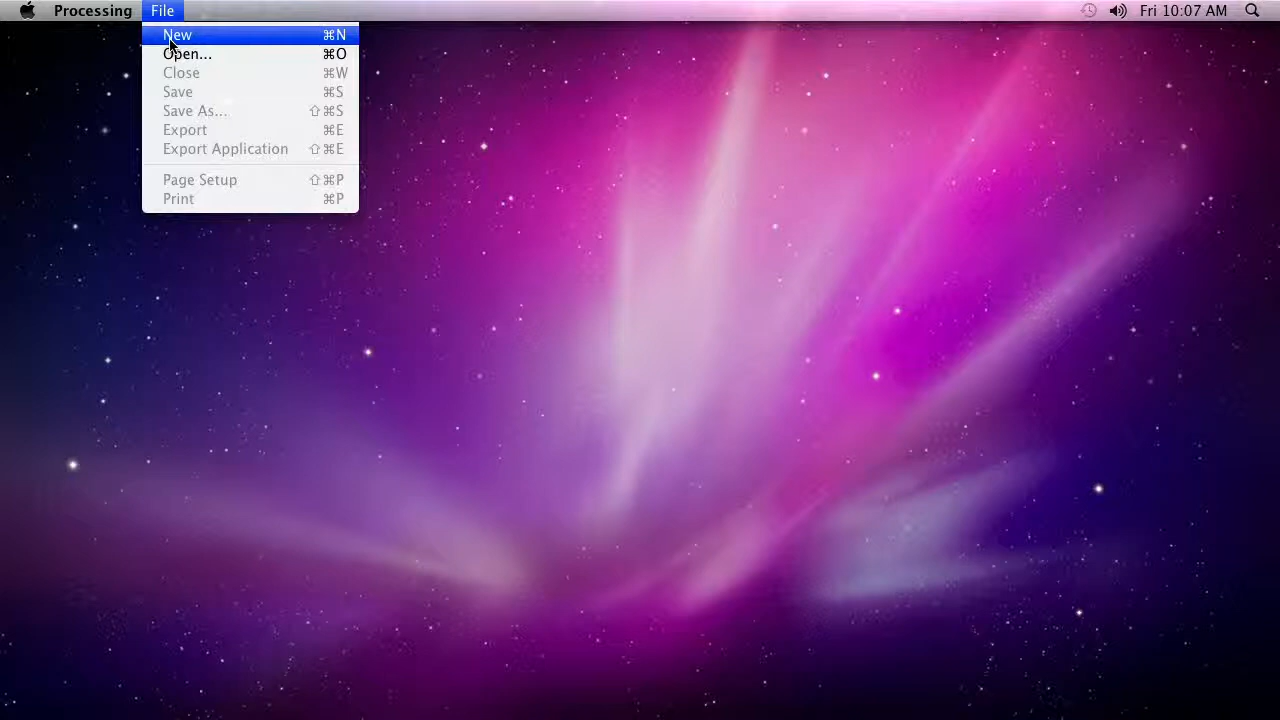 Processing File Fri 10:07 AM
New ⌘N
Open... ⌘O
Close ⌘W
Save ⌘S
Save As... ⇧⌘S
Export ⌘E
Export Application ⇧⌘E
Page Setup ⇧⌘P
Print ⌘P